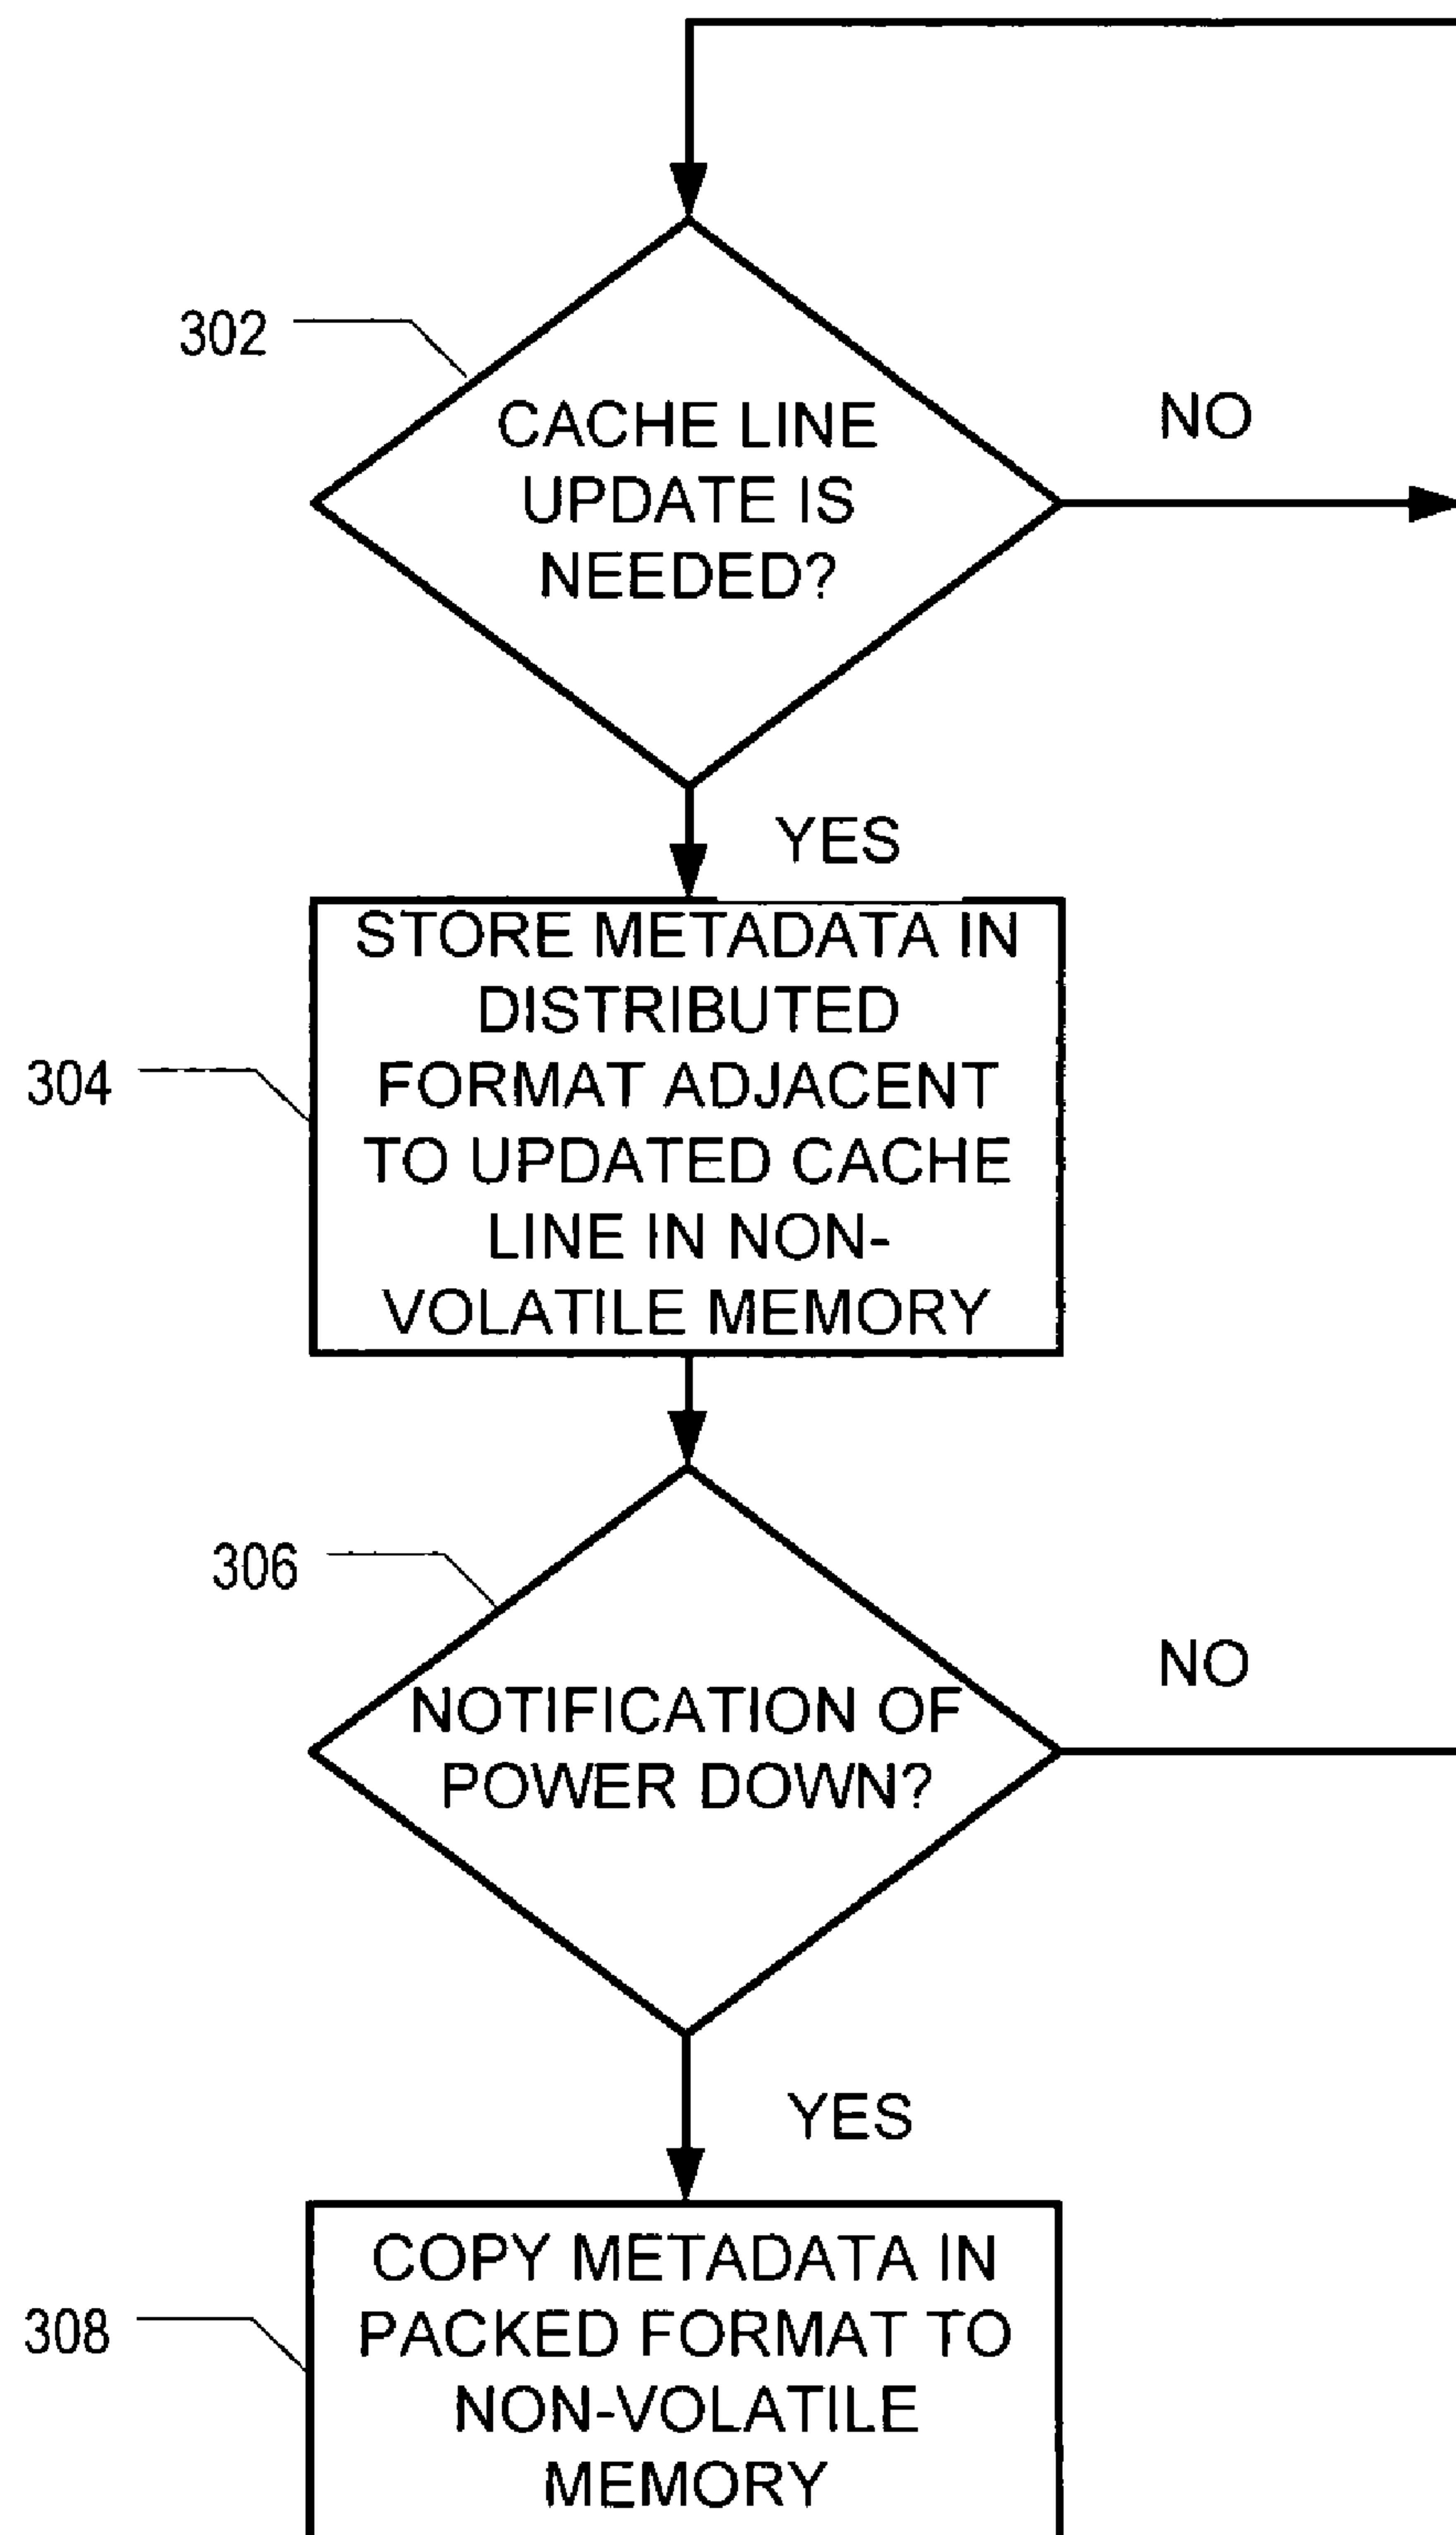 302
CACHE LINE
UPDATE IS
NEEDED?
NO
YES
304
STORE METADATA IN
DISTRIBUTED
FORMAT ADJACENT
TO UPDATED CACHE
LINE IN NON-
VOLATILE MEMORY
306
NOTIFICATION OF
POWER DOWN?
NO
YES
308
COPY METADATA IN
PACKED FORMAT TO
NON-VOLATILE
MEMORY